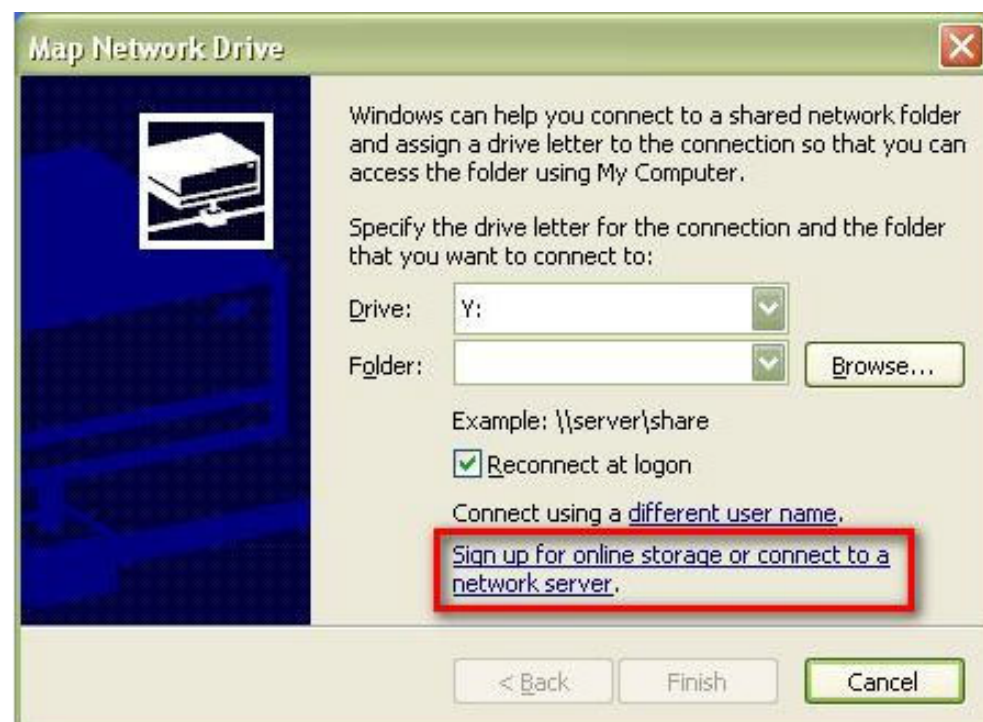 Map Network Drive
Windows can help you connect to a shared network folder
and assign a drive letter to the connection so that you can
access the folder using My Computer.
Specify the drive letter for the connection and the folder
that you want to connect to:
Drive: Y:
Folder: Browse...
Example: \\server\share
Reconnect at logon
Connect using a different user name.
Sign up for online storage or connect to a
network server.
< Back Finish Cancel